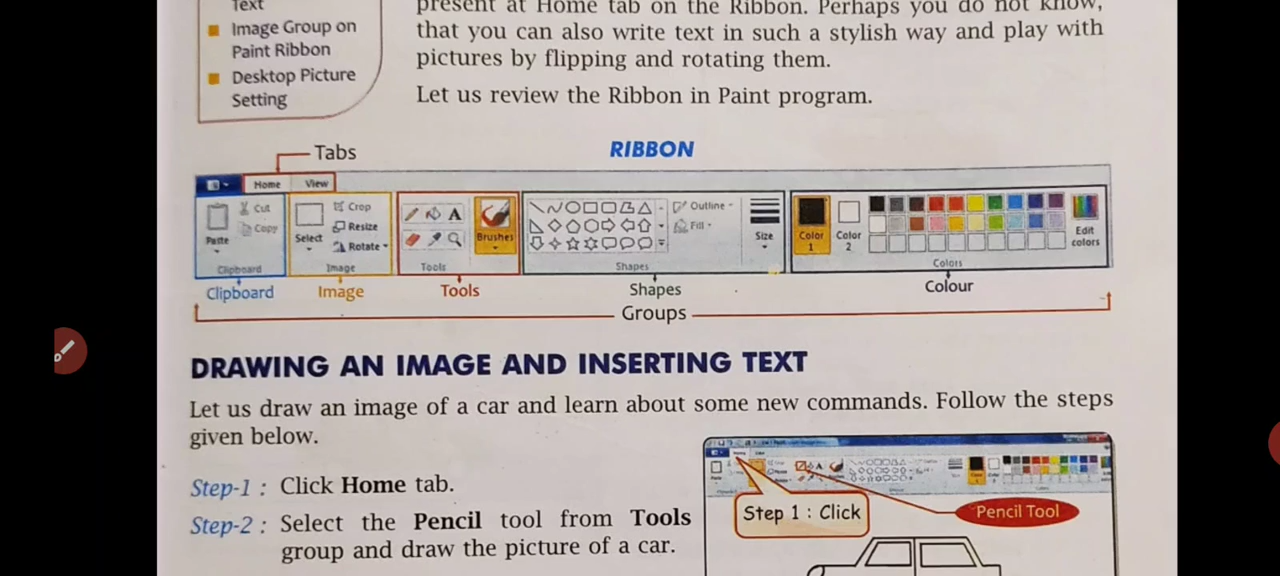 Text
Image Group on
Paint Ribbon
Desktop Picture
Setting
present at Home tab on the Ribbon. Perhaps you do not know,
that you can also write text in such a stylish way and play with
pictures by flipping and rotating them.
Let us review the Ribbon in Paint program.
Tabs
RIBBON
Home View
Paste
Cut
Copy
Clipboard
Select
Crop
Resize
Rotate
Image
A
Brushes
Tools
Outline
Fill
Shapes
Size
Color 1
Color 2
Edit colors
Colors
Clipboard Image Tools Shapes Colour
Groups
DRAWING AN IMAGE AND INSERTING TEXT
Let us draw an image of a car and learn about some new commands. Follow the steps
given below.
Step-1 : Click Home tab.
Step-2 : Select the Pencil tool from Tools
group and draw the picture of a car.
Step 1 : Click
Pencil Tool